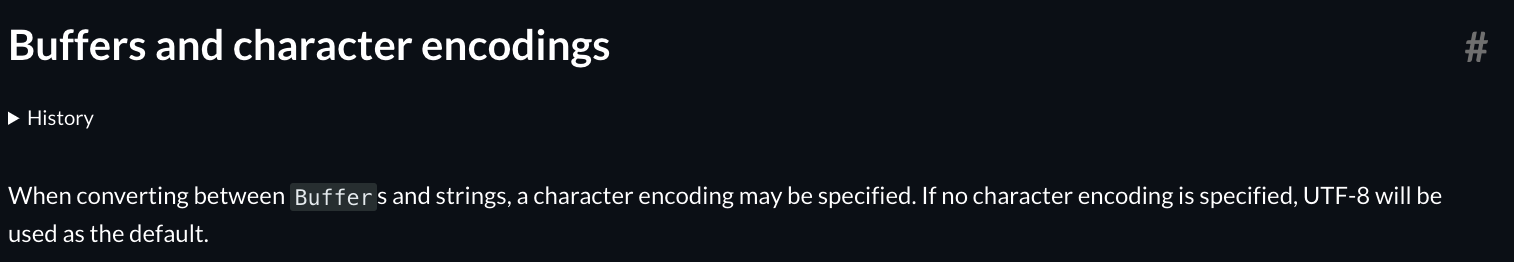 Buffers and character encodings #
▶ History
When converting between Buffers and strings, a character encoding may be specified. If no character encoding is specified, UTF-8 will be
used as the default.